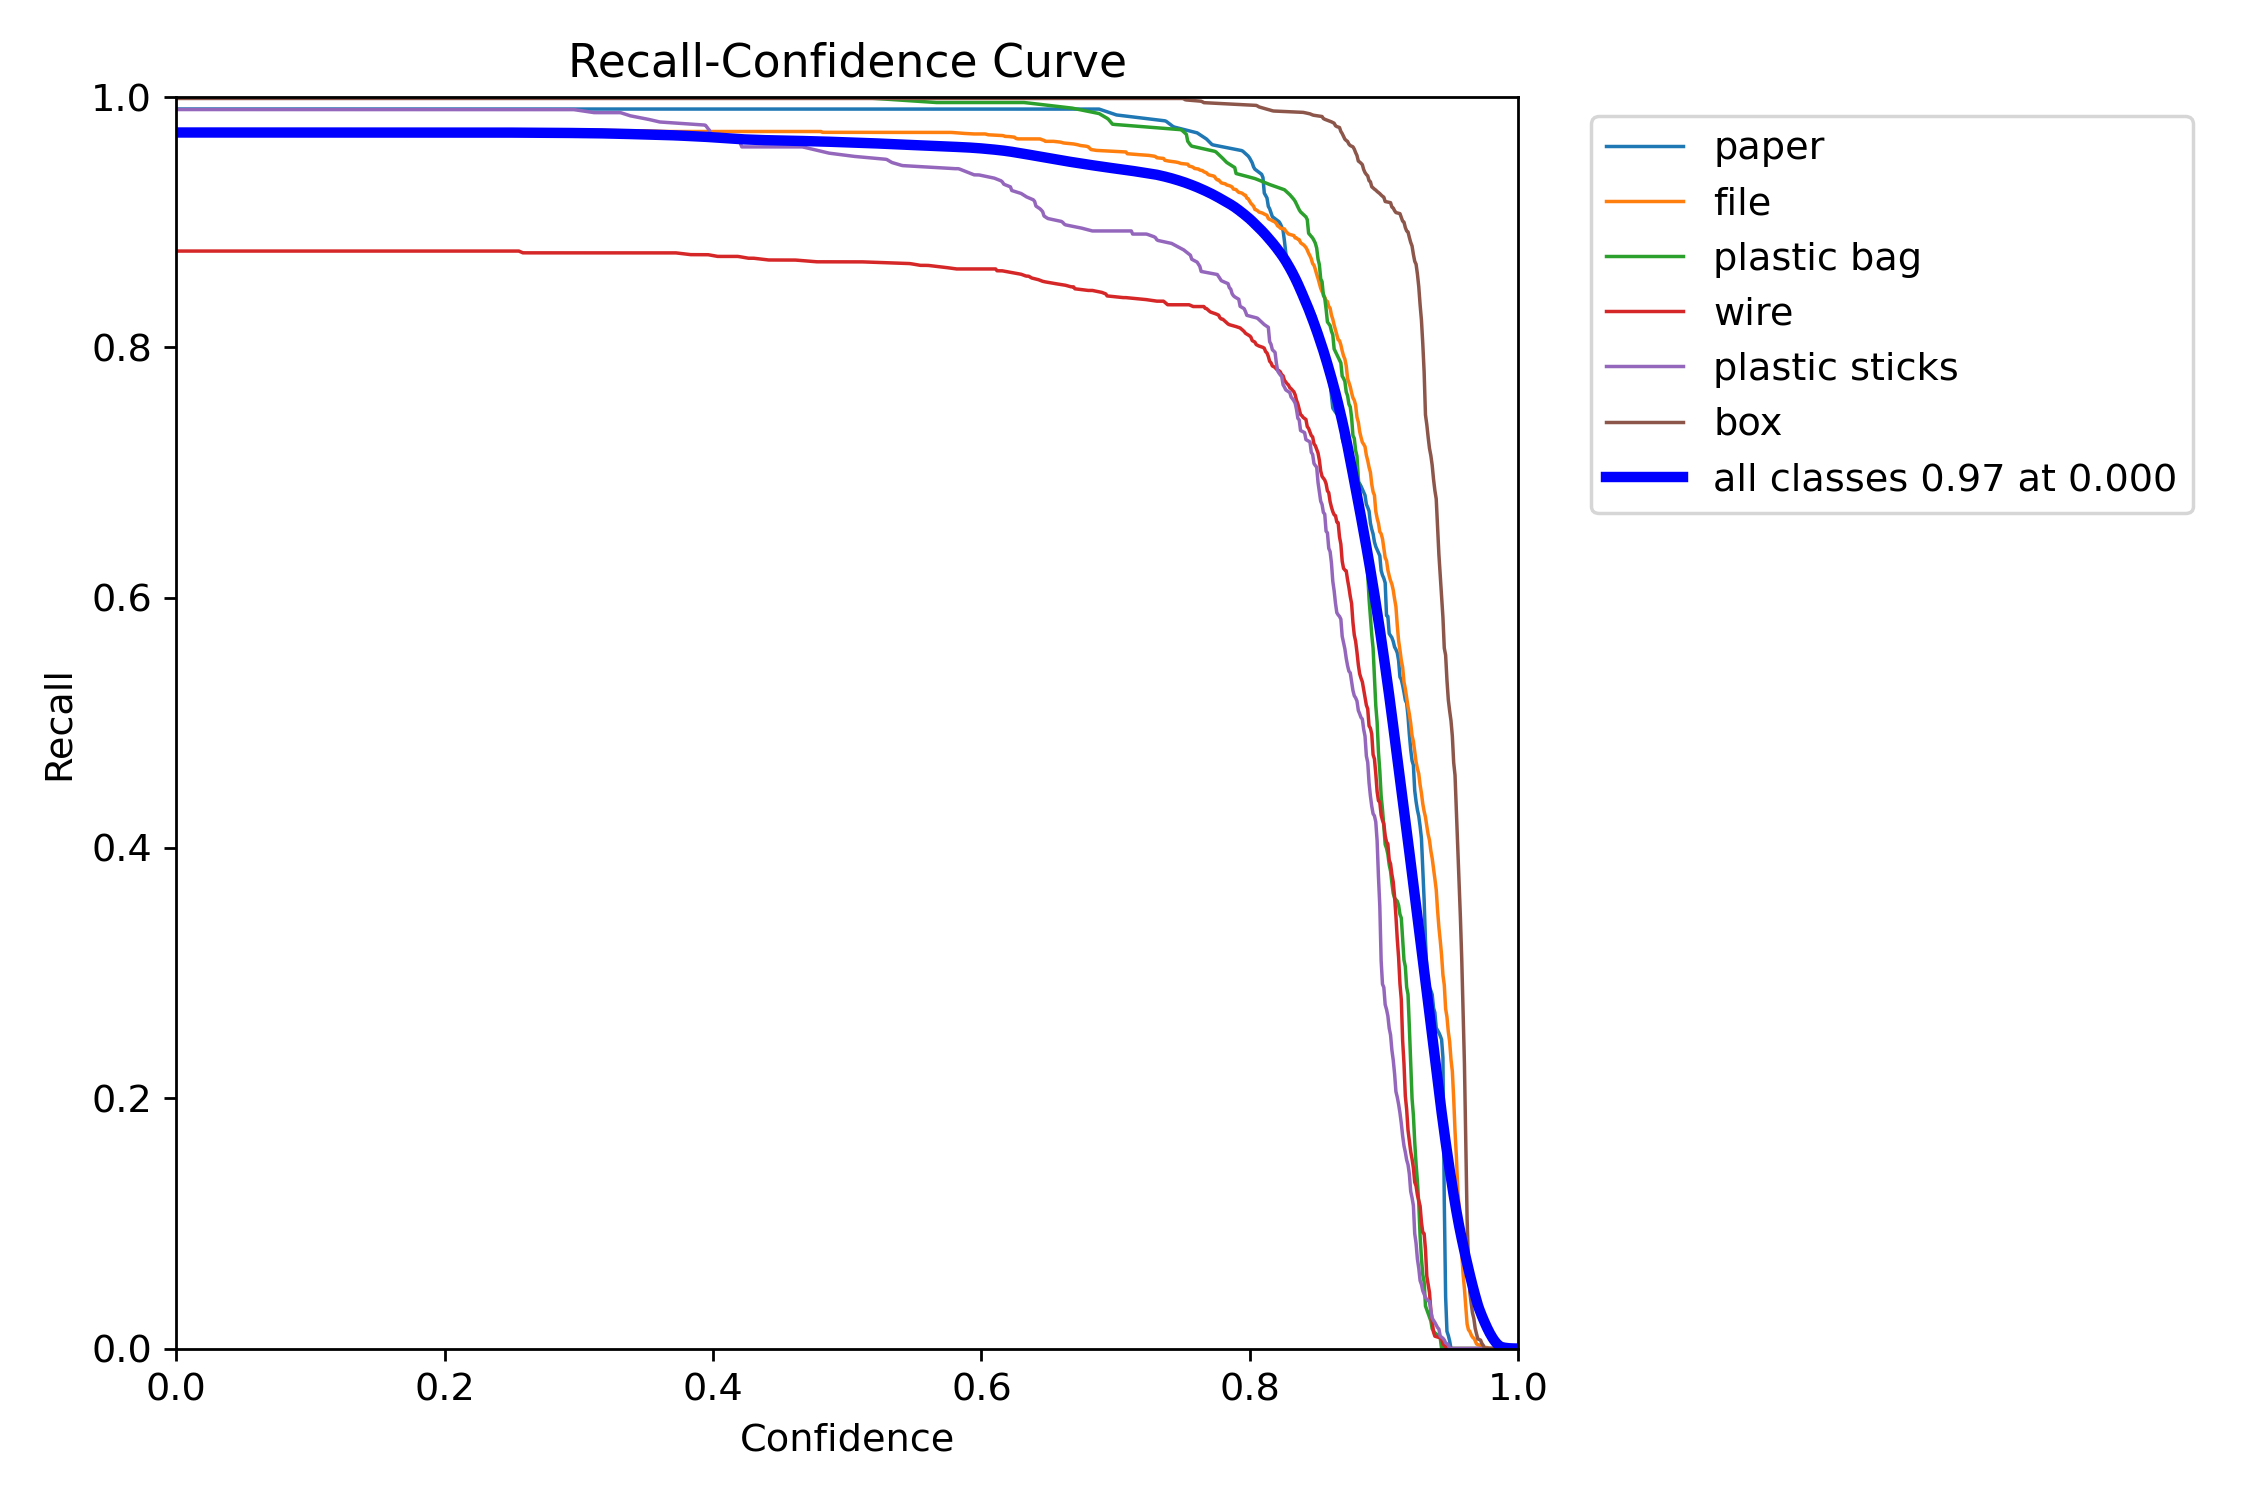 Recall-Confidence Curve
1.0
0.8
0.6
0.4
0.2
0.0
Recall
0.0 0.2 0.4 0.6 0.8 1.0
Confidence
paper
file
plastic bag
wire
plastic sticks
box
all classes 0.97 at 0.000